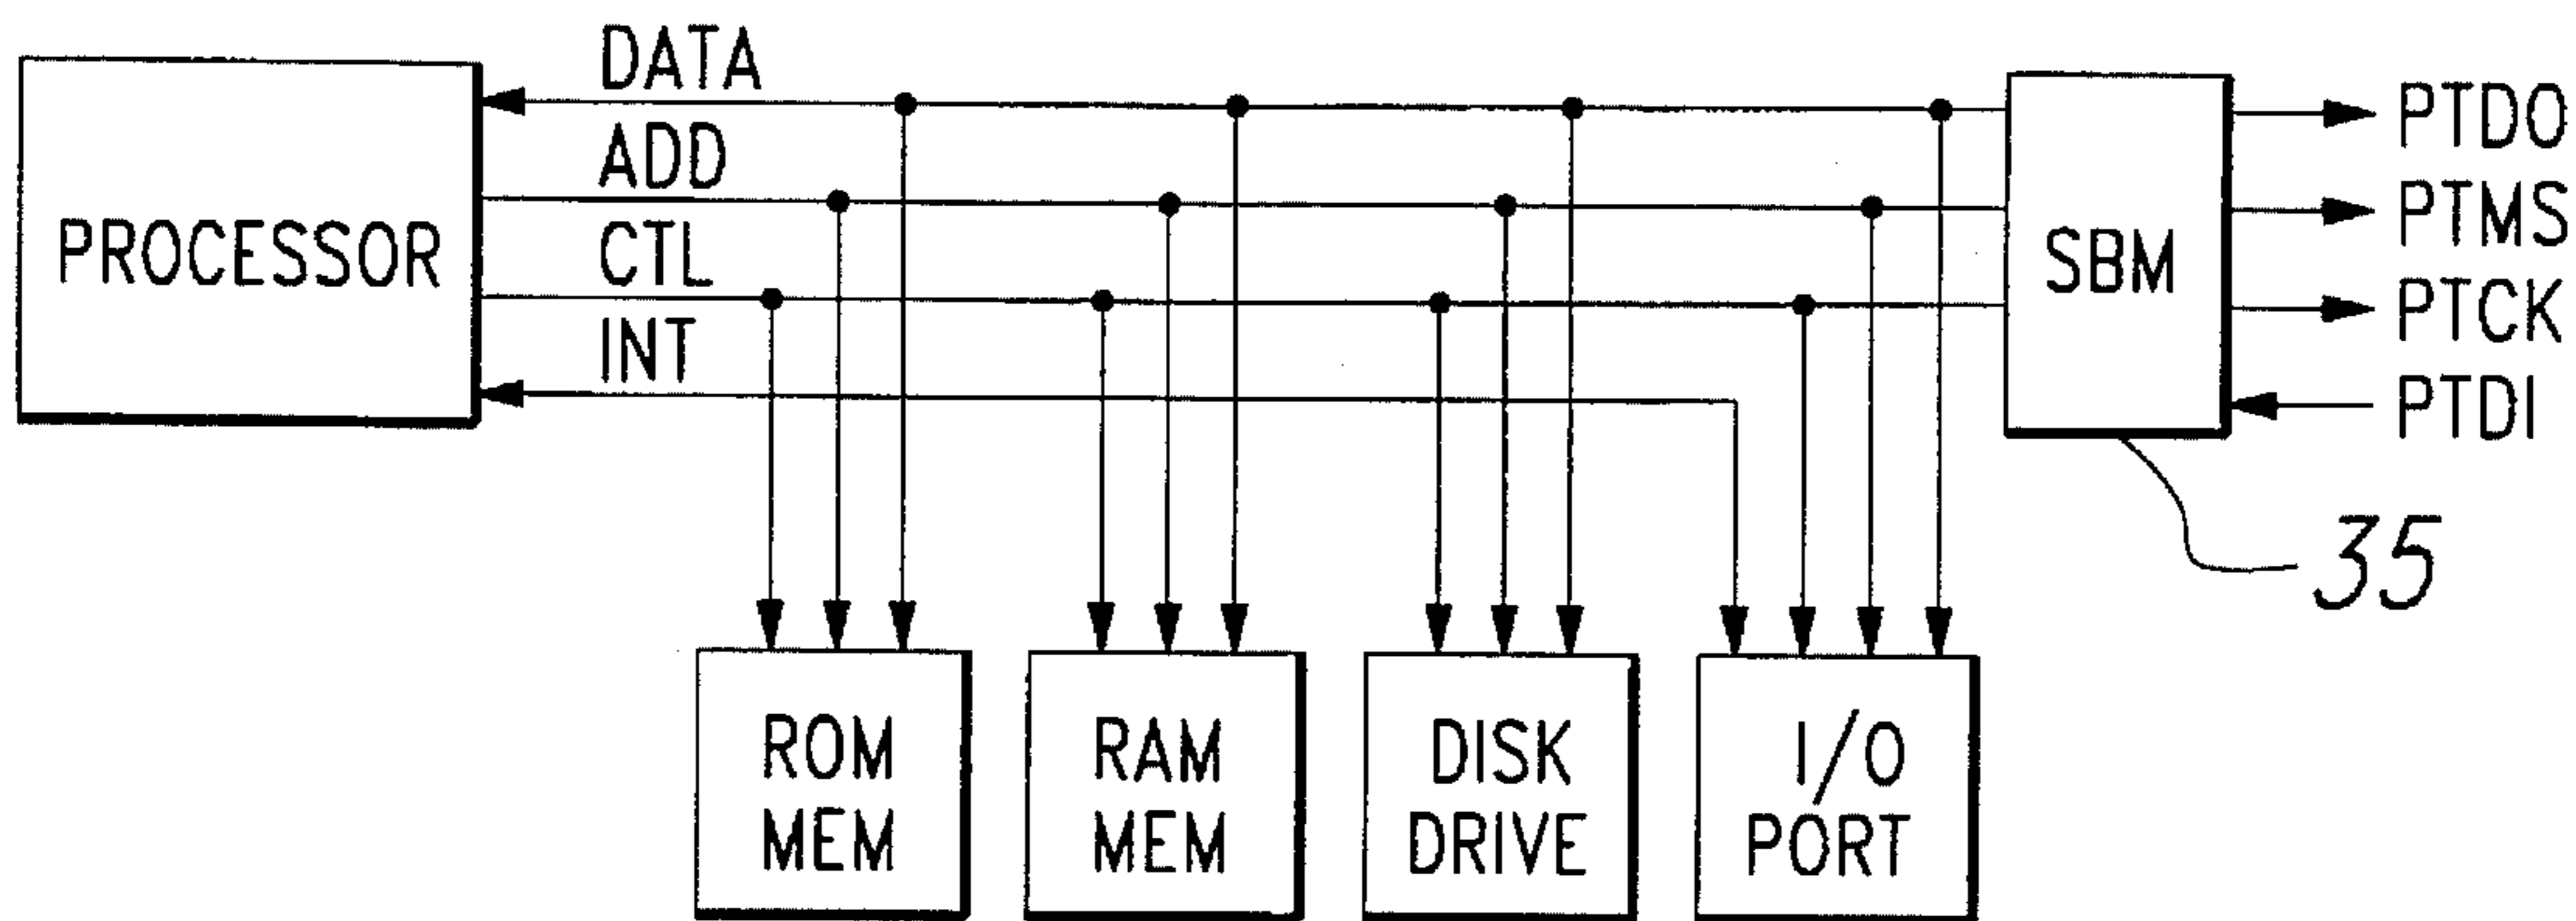 PROCESSOR
DATA
ADD
CTL
INT
SBM
PTDO
PTMS
PTCK
PTDI
35
ROM
MEM
RAM
MEM
DISK
DRIVE
I/O
PORT